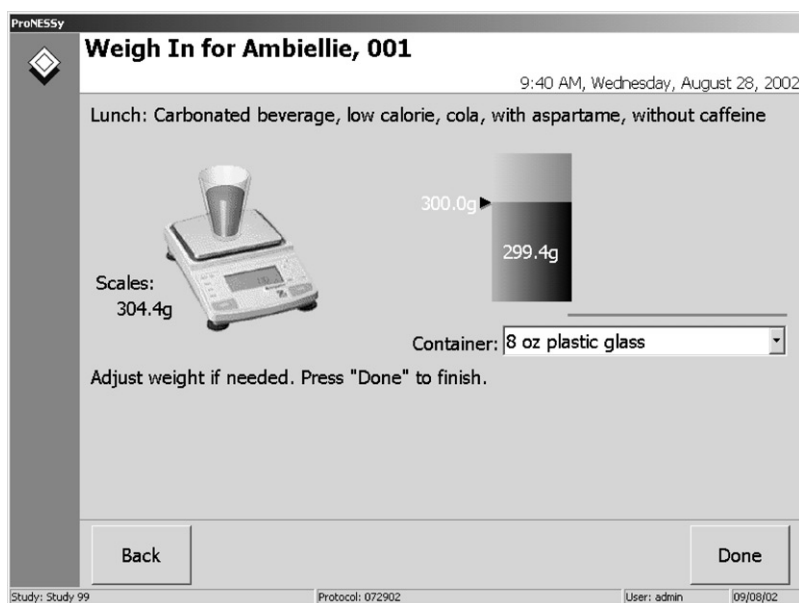 ProNESSy
Weigh In for Ambiellie, 001
9:40 AM, Wednesday, August 28, 2002
Lunch: Carbonated beverage, low calorie, cola, with aspartame, without caffeine
300.0g
299.4g
Scales:
304.4g
Container: 8 oz plastic glass
Adjust weight if needed. Press "Done" to finish.
Back Done
Study: Study 99 Protocol: 072902 User: admin 09/08/02